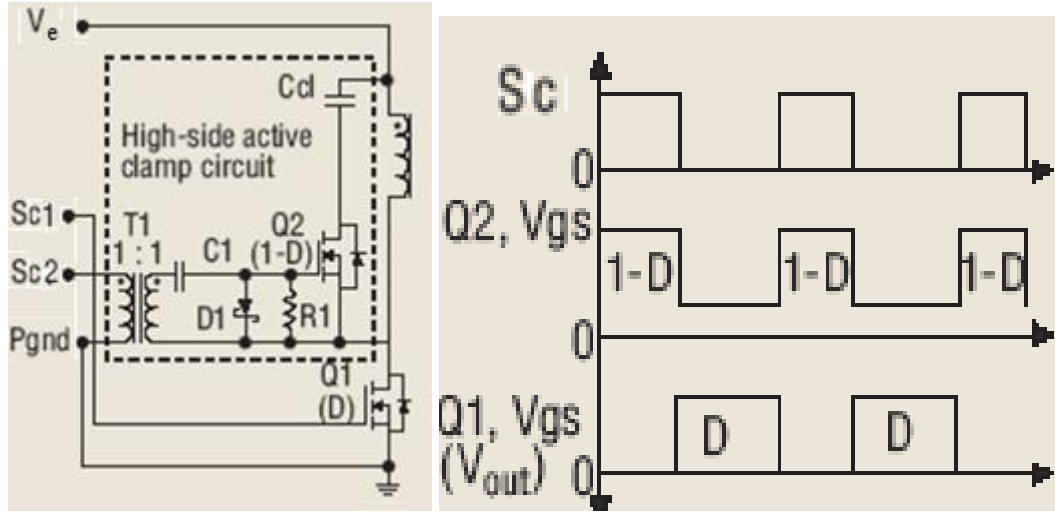 Ve
Ccl
High-side active
clamp circuit
Sc1
T1
1 : 1
C1
Q2
(1-D)
Sc2
D1
R1
Pgnd
Q1
(D)
Sc
0
Q2, Vgs
1-D
1-D
1-D
0
Q1, Vgs
(Vout)
D
D
0